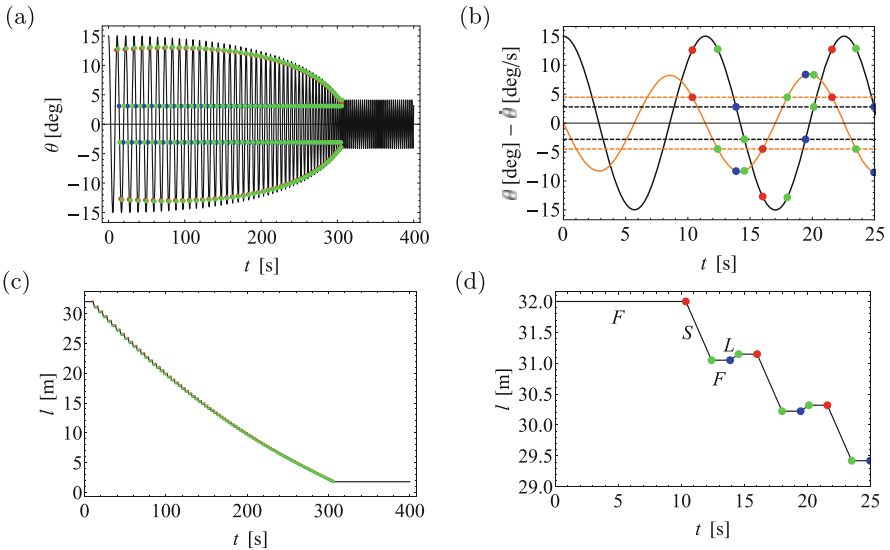 (a)
15
10
5
0
−5
−10
−15
θ [deg]
0 100 200 300 400
t [s]
(b)
15
10
5
0
−5
−10
−15
θ [deg] − θ̇ [deg/s]
0 5 10 15 20 25
t [s]
(c)
30
25
20
15
10
5
0
l [m]
0 100 200 300 400
t [s]
(d)
32.0
31.5
31.0
30.5
30.0
29.5
29.0
l [m]
F
S
L
F
0 5 10 15 20 25
t [s]